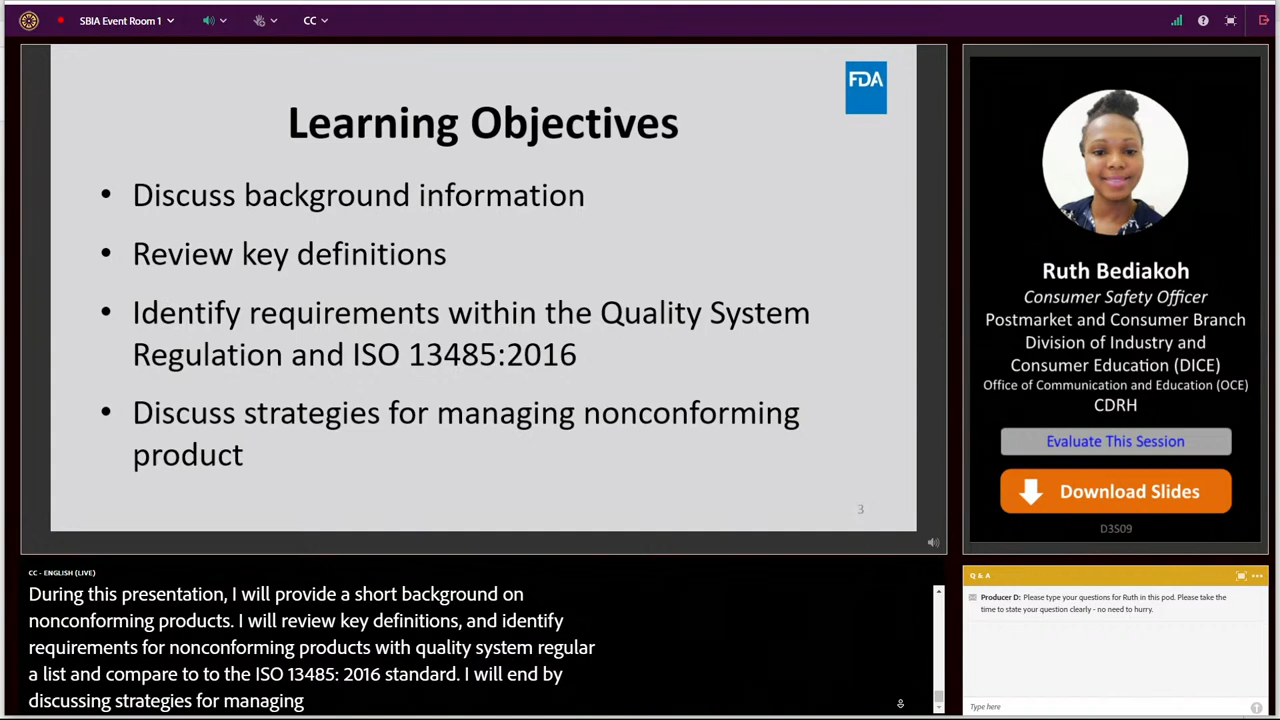 SBIA Event Room 1
CC
FDA
Learning Objectives
• Discuss background information
• Review key definitions
• Identify requirements within the Quality System
Regulation and ISO 13485:2016
• Discuss strategies for managing nonconforming
product
3
Ruth Bediakoh
Consumer Safety Officer
Postmarket and Consumer Branch
Division of Industry and
Consumer Education (DICE)
Office of Communication and Education (OCE)
CDRH
Evaluate This Session
Download Slides
D3S09
CC - ENGLISH (LIVE)
During this presentation, I will provide a short background on
nonconforming products. I will review key definitions, and identify
requirements for nonconforming products with quality system regular
a list and compare to to the ISO 13485: 2016 standard. I will end by
discussing strategies for managing
Q & A
Producer D: Please type your questions for Ruth in this pod. Please take the
time to state your question clearly - no need to hurry.
Type here